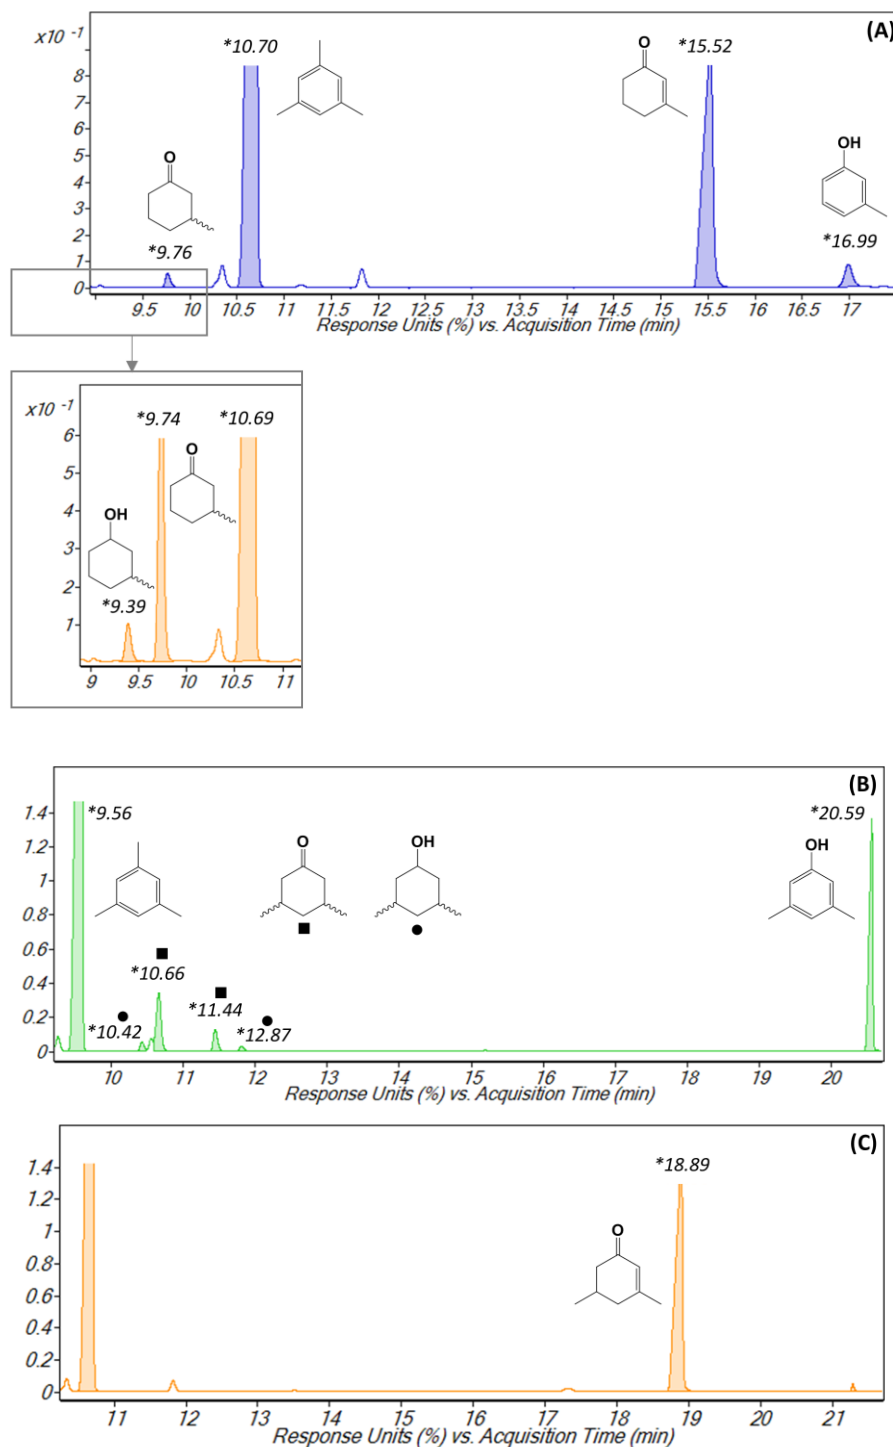 (A)
x10 -1
*10.70
*15.52
O
O
OH
*9.76
*16.99
8
7
6
5
4
3
2
1
0
9.5 10 10.5 11 11.5 12 12.5 13 13.5 14 14.5 15 15.5 16 16.5 17
Response Units (%) vs. Acquisition Time (min)
x10 -1
*9.74 *10.69
O
OH
*9.39
6
5
4
3
2
1
9 9.5 10 10.5 11
(B)
*9.56
*20.59
O
OH
OH
*10.66
*11.44
*10.42
*12.87
1.4
1.2
1
0.8
0.6
0.4
0.2
0
10 11 12 13 14 15 16 17 18 19 20
Response Units (%) vs. Acquisition Time (min)
(C)
*18.89
O
1.4
1.2
1
0.8
0.6
0.4
0.2
0
11 12 13 14 15 16 17 18 19 20 21
Response Units (%) vs. Acquisition Time (min)